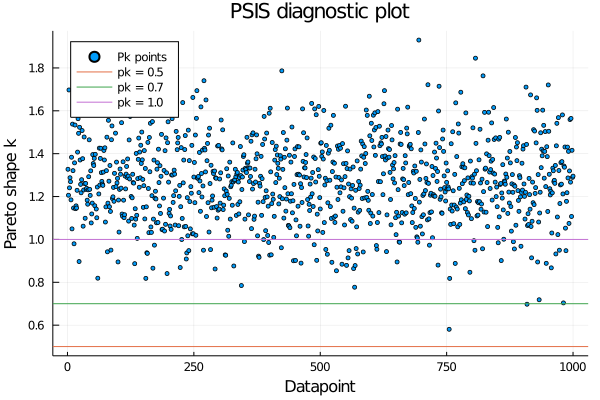 PSIS diagnostic plot
Pk points
pk = 0.5
pk = 0.7
pk = 1.0
Pareto shape k
1.8
1.6
1.4
1.2
1.0
0.8
0.6
0 250 500 750 1000
Datapoint